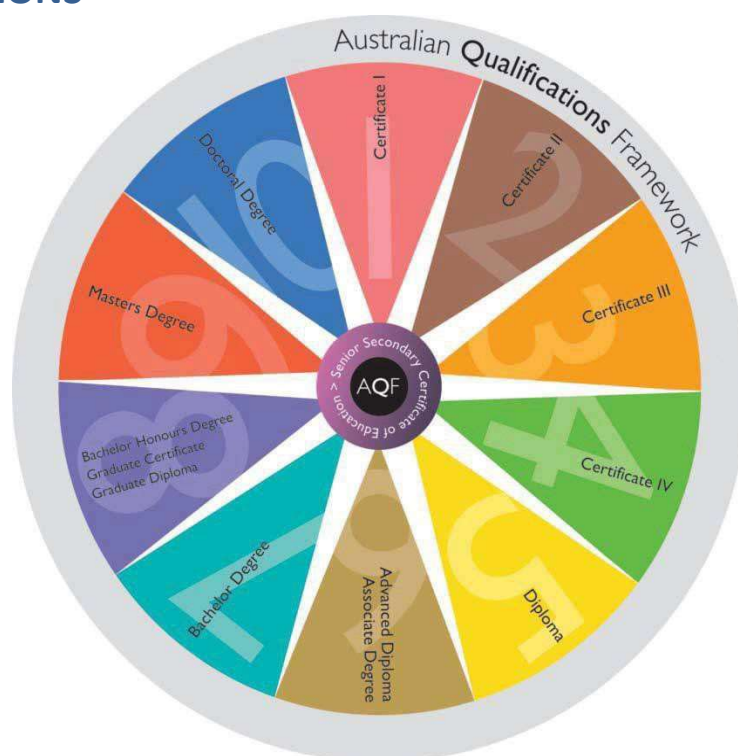 Australian Qualifications Framework
Certificate I
1
Certificate II
2
Certificate III
3
Certificate IV
4
Diploma
5
Advanced Diploma
Associate Degree
6
Bachelor Degree
7
Bachelor Honours Degree
Graduate Certificate
Graduate Diploma
8
Masters Degree
9
Doctoral Degree
10
Senior Secondary Certificate of Education >
AQF